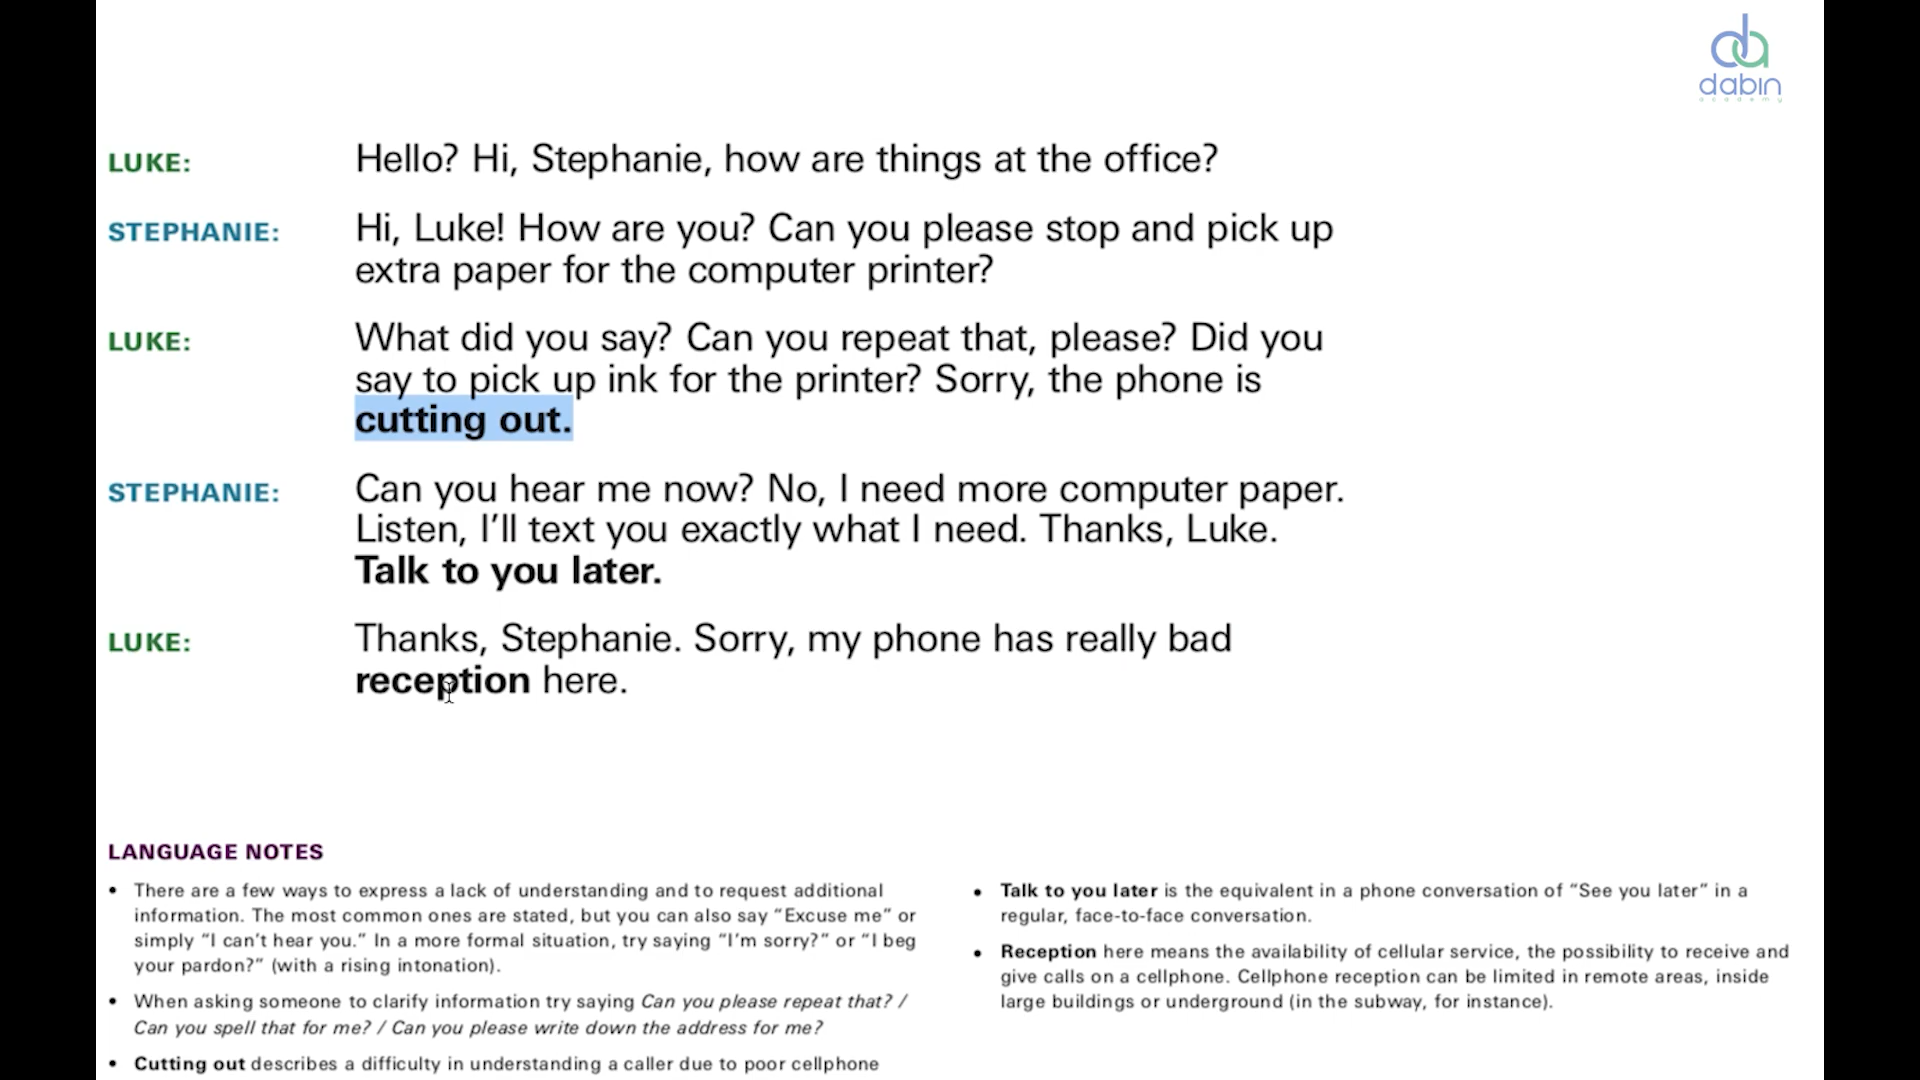 dabin
academy
LUKE: Hello? Hi, Stephanie, how are things at the office?
STEPHANIE: Hi, Luke! How are you? Can you please stop and pick up
extra paper for the computer printer?
LUKE: What did you say? Can you repeat that, please? Did you
say to pick up ink for the printer? Sorry, the phone is
cutting out.
STEPHANIE: Can you hear me now? No, I need more computer paper.
Listen, I’ll text you exactly what I need. Thanks, Luke.
Talk to you later.
LUKE: Thanks, Stephanie. Sorry, my phone has really bad
reception here.
LANGUAGE NOTES
• There are a few ways to express a lack of understanding and to request additional
information. The most common ones are stated, but you can also say “Excuse me” or
simply “I can’t hear you.” In a more formal situation, try saying “I’m sorry?” or “I beg
your pardon?” (with a rising intonation).
• When asking someone to clarify information try saying Can you please repeat that? /
Can you spell that for me? / Can you please write down the address for me?
• Cutting out describes a difficulty in understanding a caller due to poor cellphone
• Talk to you later is the equivalent in a phone conversation of “See you later” in a
regular, face-to-face conversation.
• Reception here means the availability of cellular service, the possibility to receive and
give calls on a cellphone. Cellphone reception can be limited in remote areas, inside
large buildings or underground (in the subway, for instance).